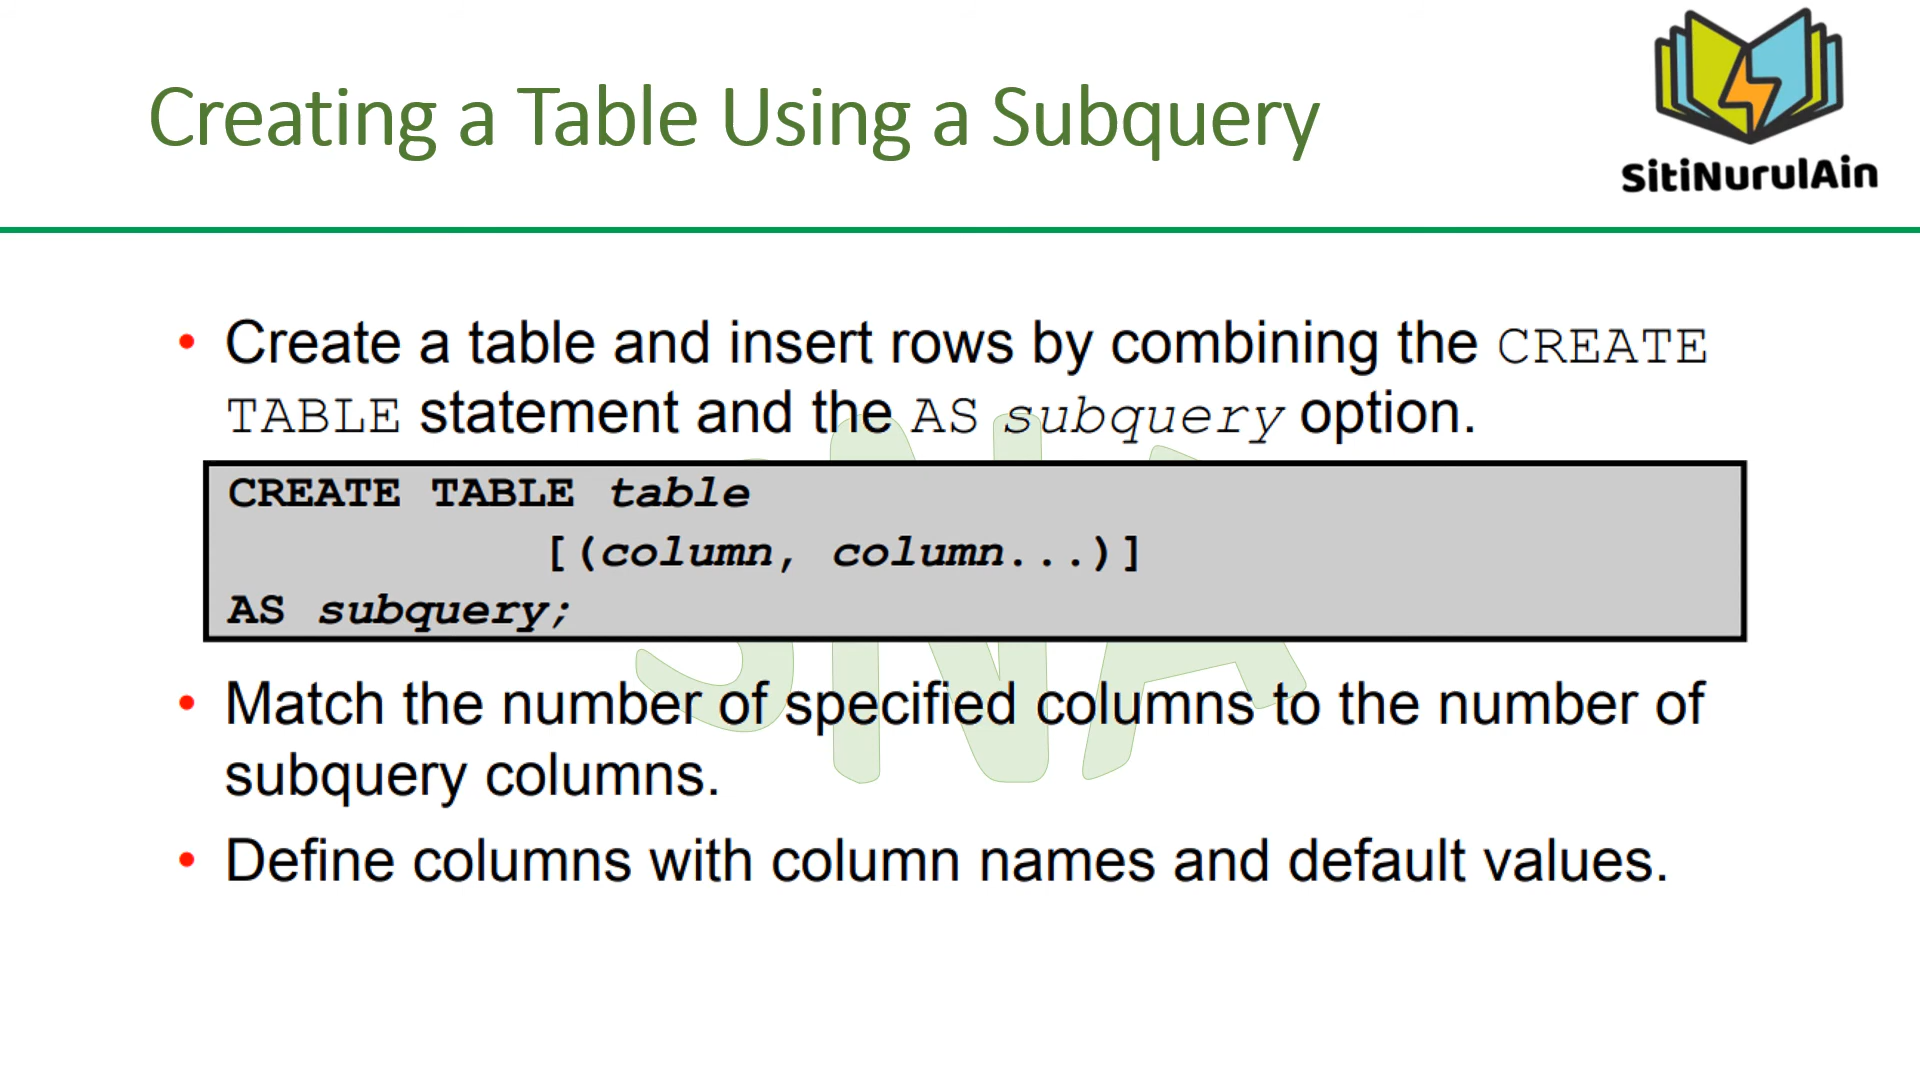 Creating a Table Using a Subquery
SitiNurulAin
• Create a table and insert rows by combining the CREATE
TABLE statement and the AS subquery option.
CREATE TABLE table
[(column, column...)]
AS subquery;
• Match the number of specified columns to the number of
subquery columns.
• Define columns with column names and default values.
SNA